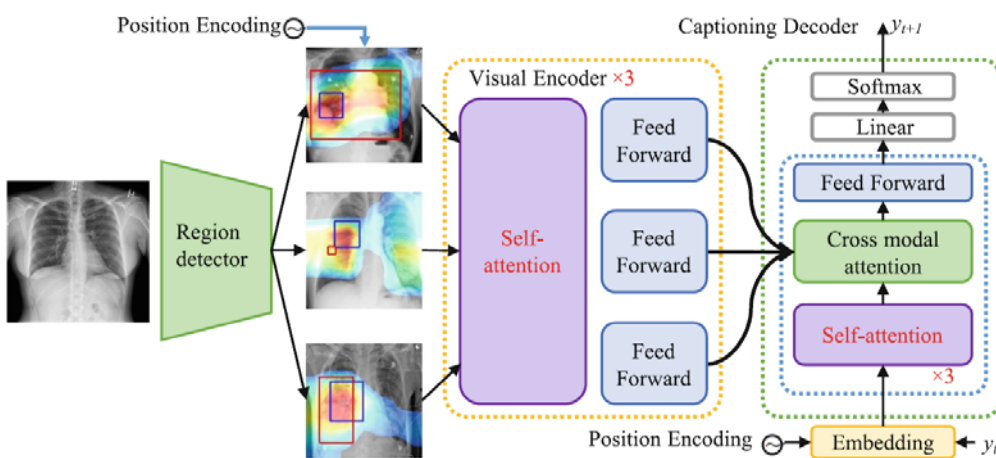 Position Encoding
Captioning Decoder
y_{t+1}
Visual Encoder ×3
Softmax
Linear
Feed
Forward
Feed Forward
Region
detector
Self-
attention
Feed
Forward
Cross modal
attention
Self-attention
×3
Feed
Forward
Position Encoding
Embedding
y_t